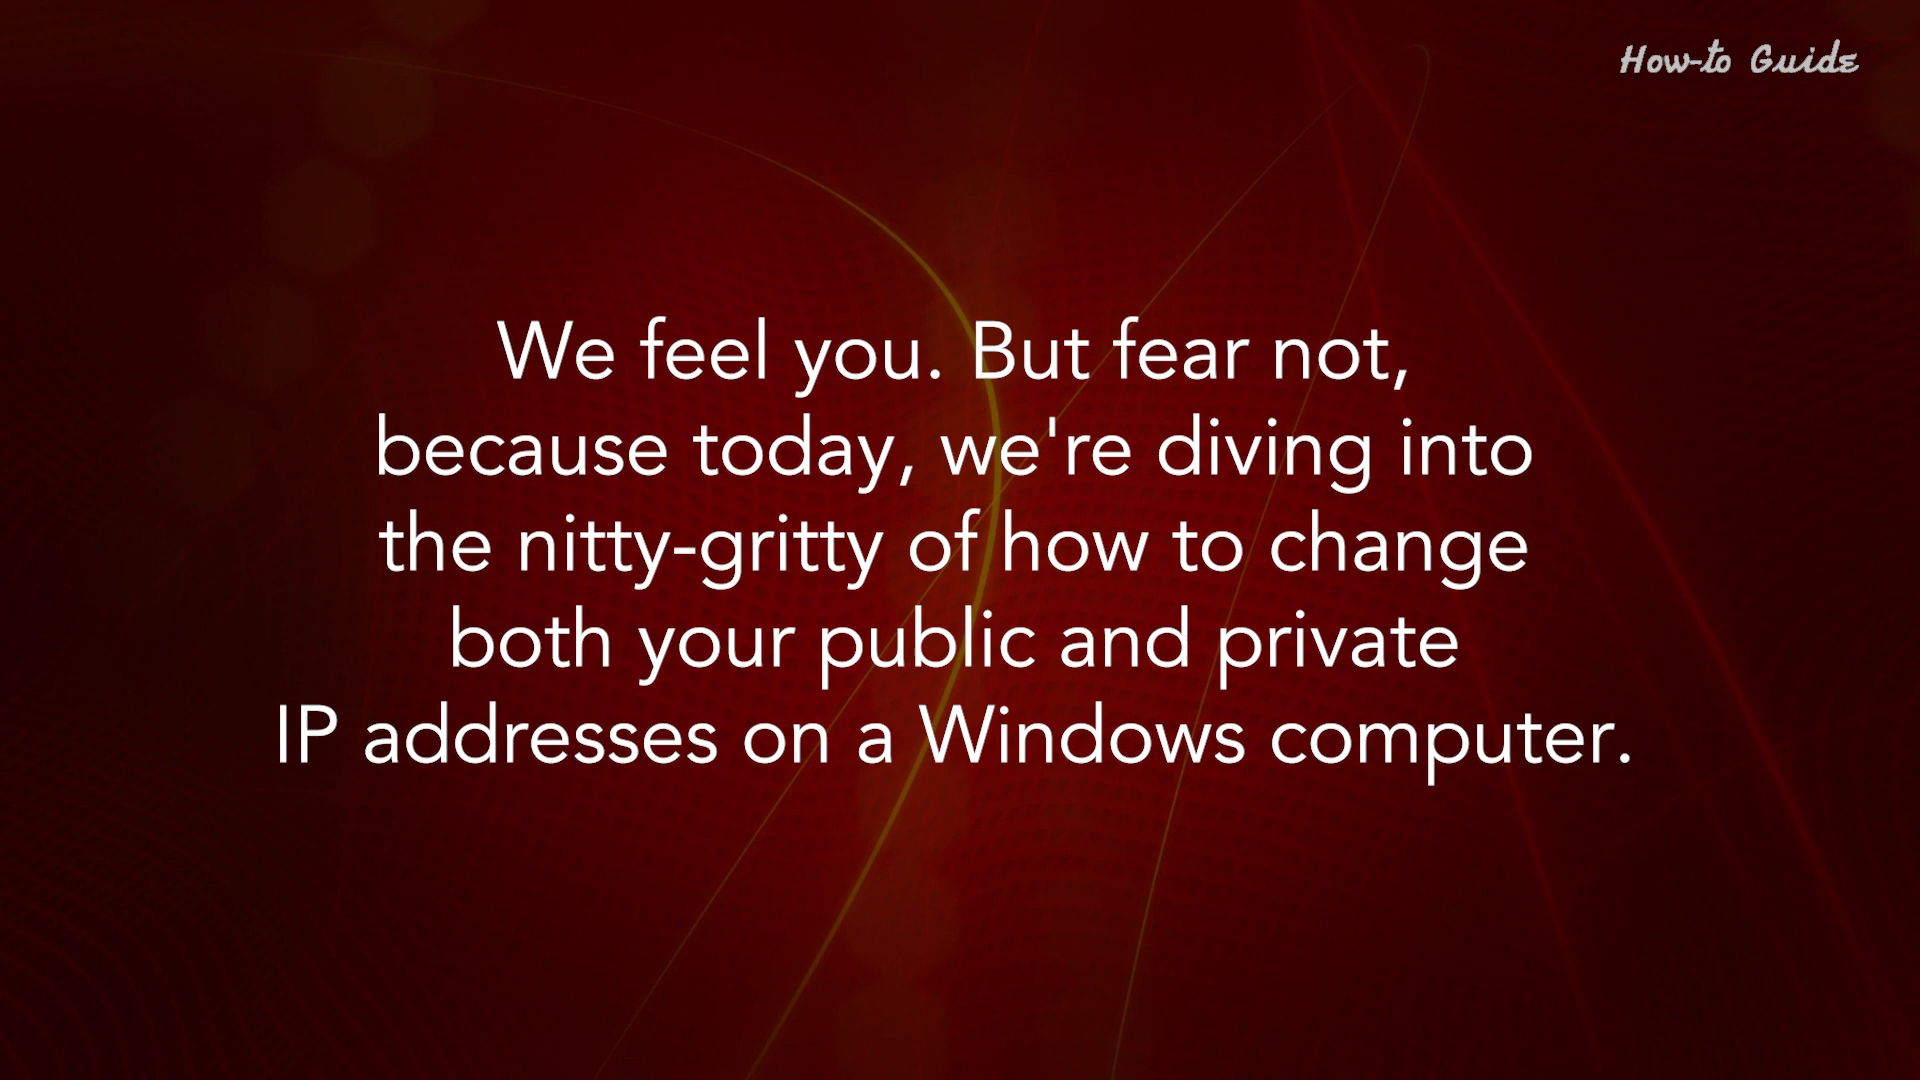 How-to Guide
We feel you. But fear not,
because today, we're diving into
the nitty-gritty of how to change
both your public and private
IP addresses on a Windows computer.